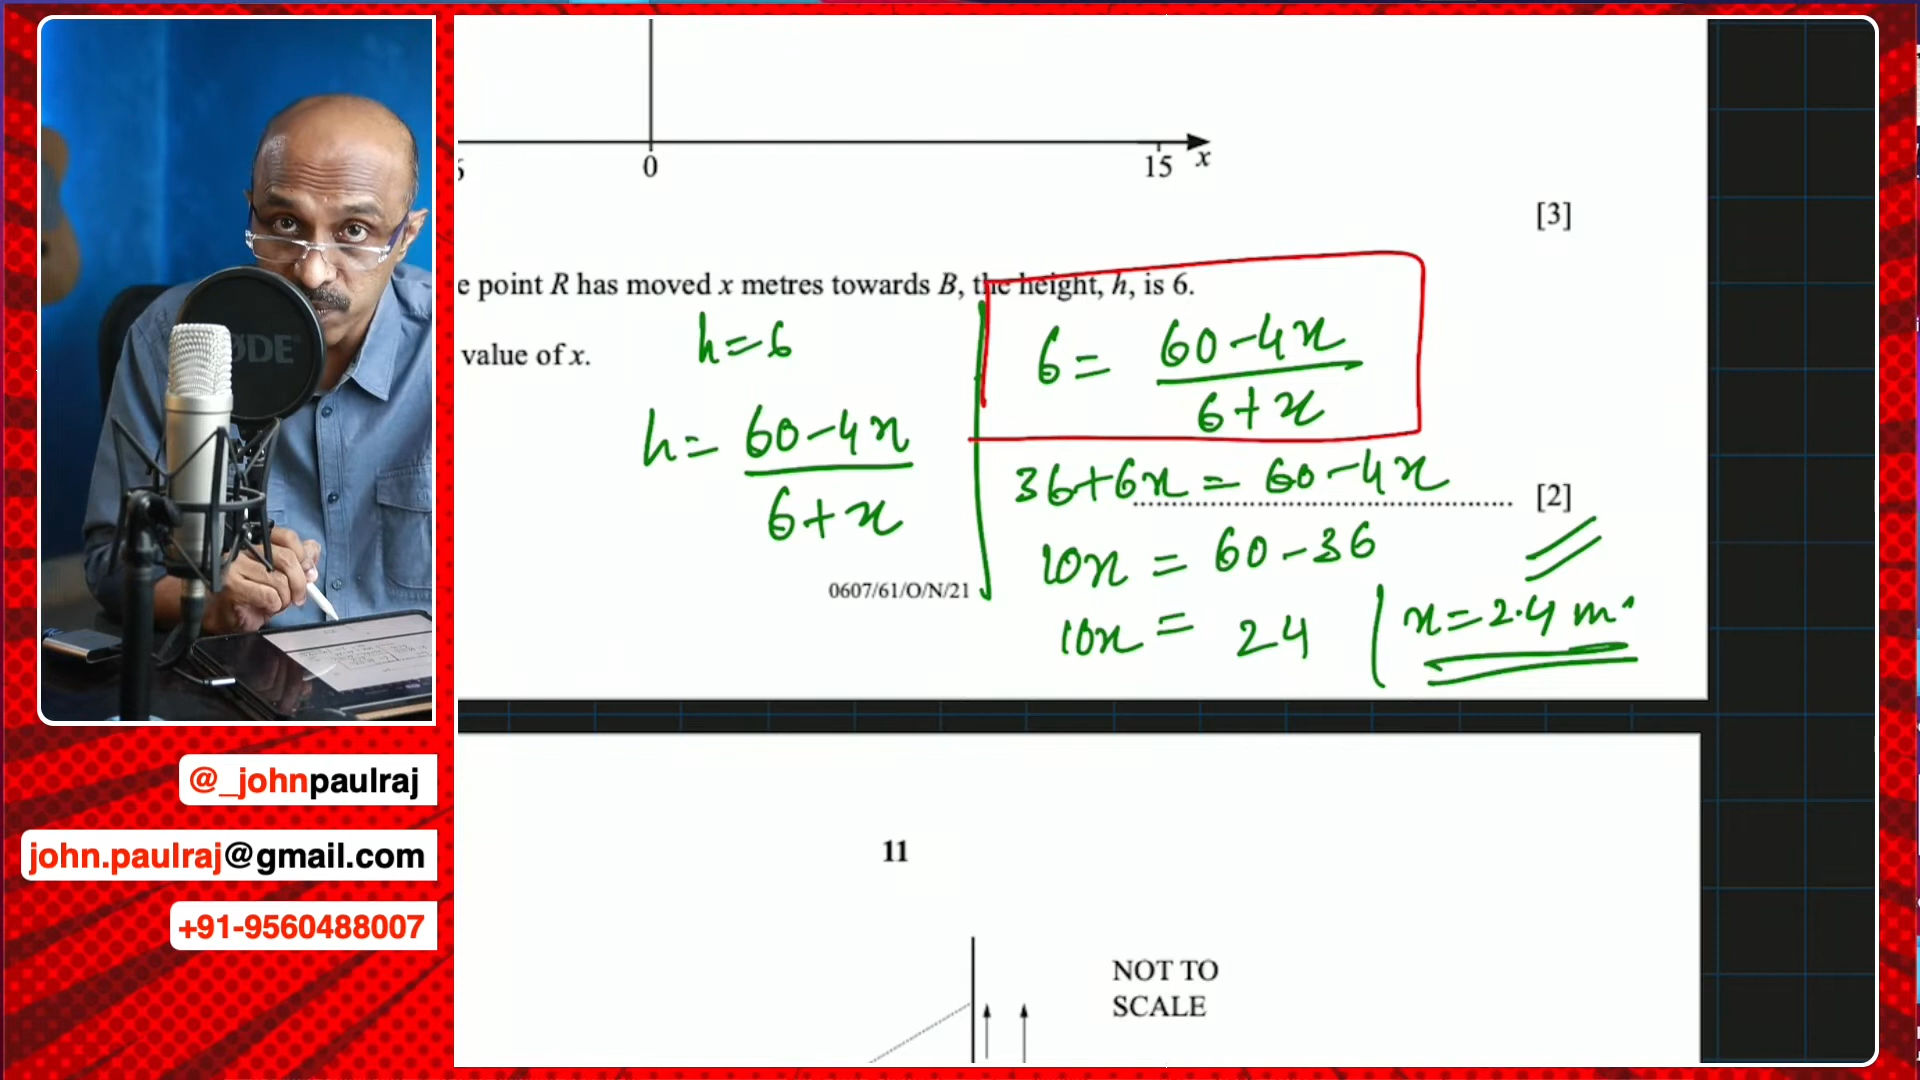 0
15
x
[3]
e point R has moved x metres towards B, the height, h, is 6.
value of x.
h=6
h= 60-4x
6+x
6= 60-4x
6+x
36+6x = 60-4x
[2]
10x = 60-36
10x = 24
x=2.4 m
0607/61/O/N/21
11
NOT TO
SCALE
@_johnpaulraj
john.paulraj@gmail.com
+91-9560488007